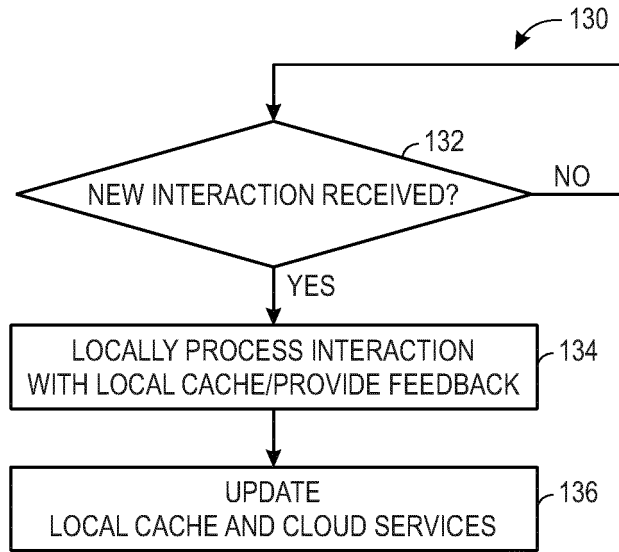 130
132
NEW INTERACTION RECEIVED?
NO
YES
LOCALLY PROCESS INTERACTION
WITH LOCAL CACHE/PROVIDE FEEDBACK
134
UPDATE
LOCAL CACHE AND CLOUD SERVICES
136